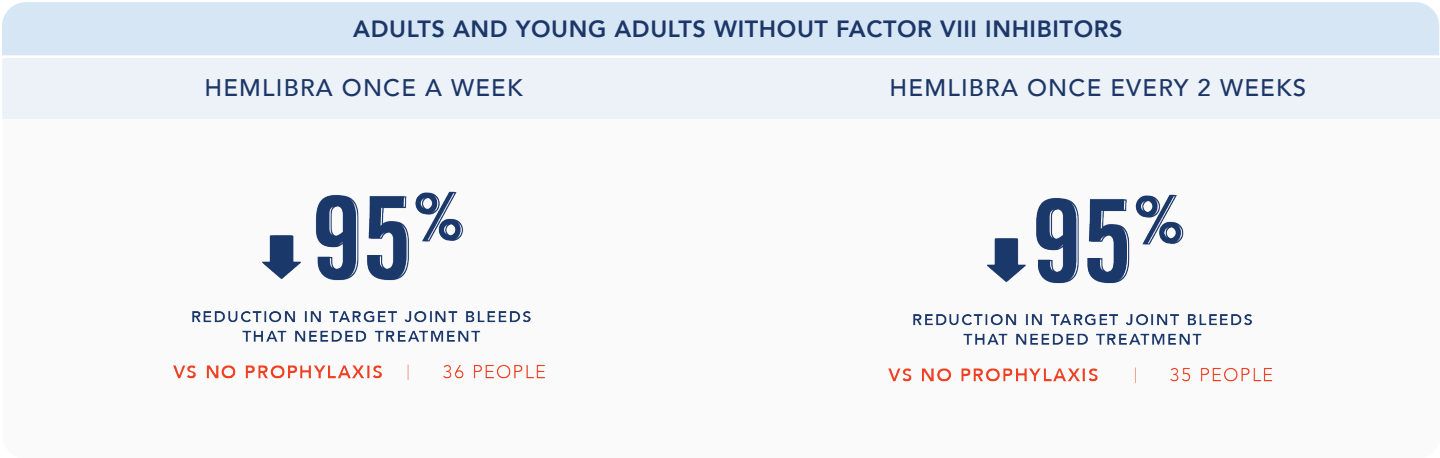 ADULTS AND YOUNG ADULTS WITHOUT FACTOR VIII INHIBITORS
HEMLIBRA ONCE A WEEK
95%
REDUCTION IN TARGET JOINT BLEEDS
THAT NEEDED TREATMENT
VS NO PROPHYLAXIS | 36 PEOPLE
HEMLIBRA ONCE EVERY 2 WEEKS
95%
REDUCTION IN TARGET JOINT BLEEDS
THAT NEEDED TREATMENT
VS NO PROPHYLAXIS | 35 PEOPLE